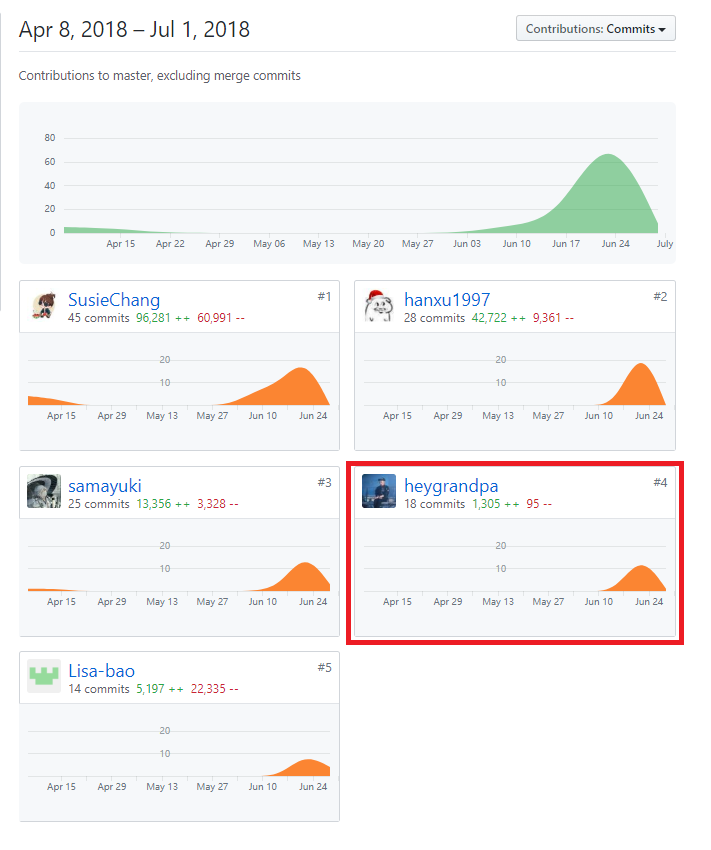 Apr 8, 2018 – Jul 1, 2018
Contributions: Commits
Contributions to master, excluding merge commits
80
60
40
20
0
Apr 15 Apr 22 Apr 29 May 06 May 13 May 20 May 27 Jun 03 Jun 10 Jun 17 Jun 24 July
SusieChang #1
45 commits 96,281 ++ 60,991 --
20
10
Apr 15 Apr 29 May 13 May 27 Jun 10 Jun 24
hanxu1997 #2
28 commits 42,722 ++ 9,361 --
20
10
Apr 15 Apr 29 May 13 May 27 Jun 10 Jun 24
samayuki #3
25 commits 13,356 ++ 3,328 --
20
10
Apr 15 Apr 29 May 13 May 27 Jun 10 Jun 24
heygrandpa #4
18 commits 1,305 ++ 95 --
20
10
Apr 15 Apr 29 May 13 May 27 Jun 10 Jun 24
Lisa-bao #5
14 commits 5,197 ++ 22,335 --
20
10
Apr 15 Apr 29 May 13 May 27 Jun 10 Jun 24